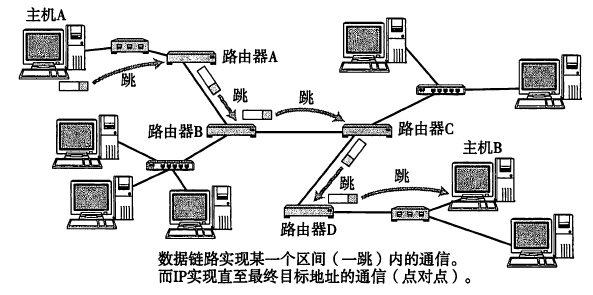 主机A
跳
路由器A
跳
跳
路由器B
路由器C
主机B
跳
跳
路由器D
数据链路实现某一个区间（一跳）内的通信。
而IP实现直至最终目标地址的通信（点对点）。